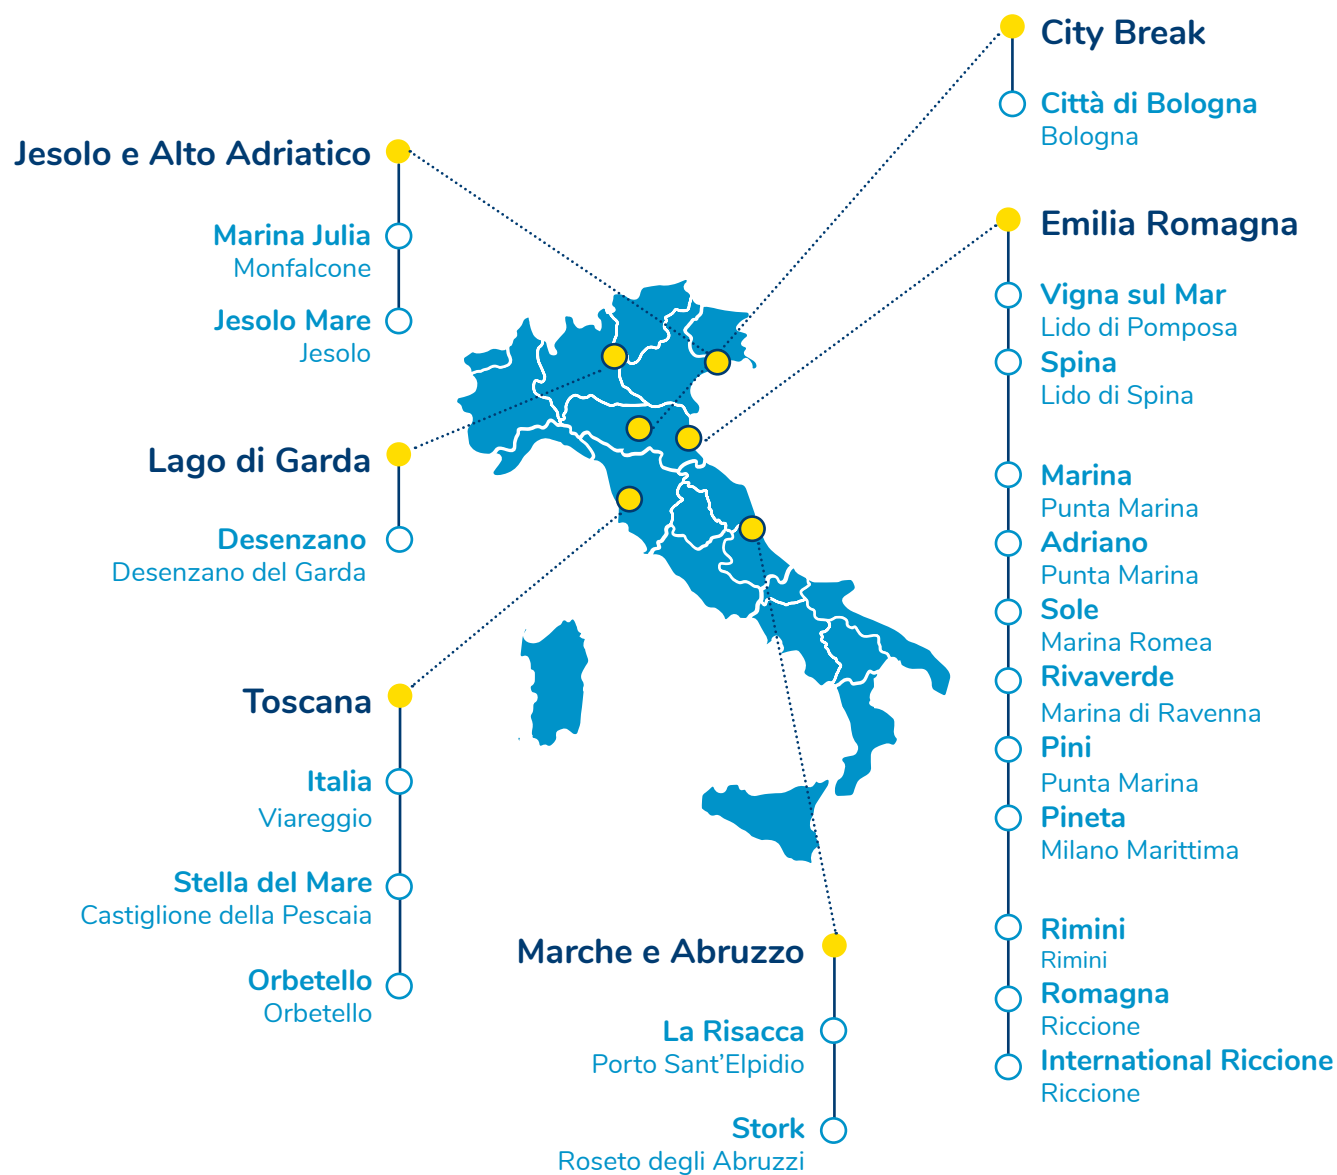 City Break
Città di Bologna
Bologna
Jesolo e Alto Adriatico
Marina Julia
Monfalcone
Jesolo Mare
Jesolo
Lago di Garda
Desenzano
Desenzano del Garda
Toscana
Italia
Viareggio
Stella del Mare
Castiglione della Pescaia
Orbetello
Orbetello
Marche e Abruzzo
La Risacca
Porto Sant’Elpidio
Stork
Roseto degli Abruzzi
Emilia Romagna
Vigna sul Mar
Lido di Pomposa
Spina
Lido di Spina
Marina
Punta Marina
Adriano
Punta Marina
Sole
Marina Romea
Rivaverde
Marina di Ravenna
Pini
Punta Marina
Pineta
Milano Marittima
Rimini
Rimini
Romagna
Riccione
International Riccione
Riccione